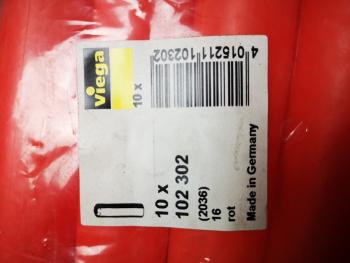 viega
10 x
4 015211 102302
10 x
102 302
(2036)
16
rot
Made in Germany